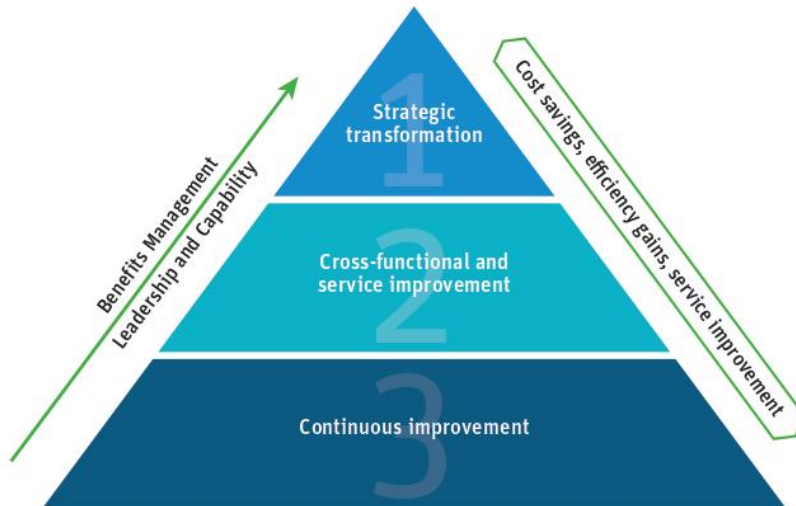 1
Strategic
transformation
2
Cross-functional and
service improvement
3
Continuous improvement
Benefits Management
Leadership and Capability
Cost savings, efficiency gains, service improvement